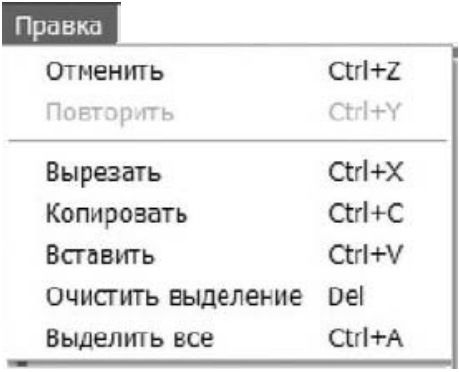 Правка
Отменить Ctrl+Z
Повторить Ctrl+Y
Вырезать Ctrl+X
Копировать Ctrl+C
Вставить Ctrl+V
Очистить выделение Del
Выделить все Ctrl+A